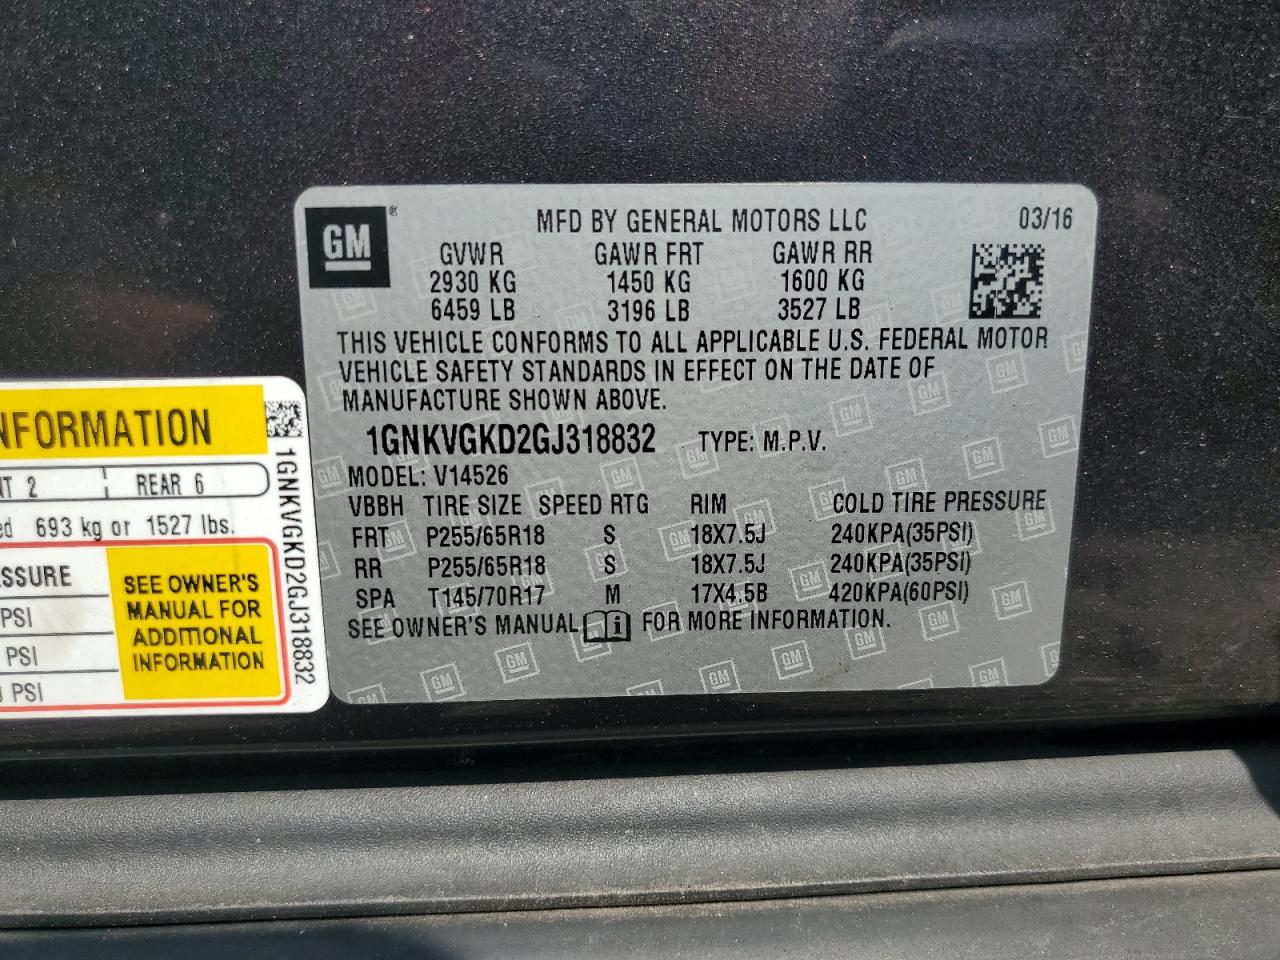 GM
MFD BY GENERAL MOTORS LLC 03/16
GVWR GAWR FRT GAWR RR
2930 KG 1450 KG 1600 KG
6459 LB 3196 LB 3527 LB
THIS VEHICLE CONFORMS TO ALL APPLICABLE U.S. FEDERAL MOTOR
VEHICLE SAFETY STANDARDS IN EFFECT ON THE DATE OF
MANUFACTURE SHOWN ABOVE.
1GNKVGKD2GJ318832 TYPE: M.P.V.
MODEL: V14526
VBBH TIRE SIZE SPEED RTG RIM COLD TIRE PRESSURE
FRT P255/65R18 S 18X7.5J 240KPA(35PSI)
RR P255/65R18 S 18X7.5J 240KPA(35PSI)
SPA T145/70R17 M 17X4.5B 420KPA(60PSI)
SEE OWNER'S MANUAL FOR MORE INFORMATION.
NFORMATION
NT 2 REAR 6
ed 693 kg or 1527 lbs.
SSURE
PSI
PSI
PSI
SEE OWNER'S
MANUAL FOR
ADDITIONAL
INFORMATION
1GNKVGKD2GJ318832